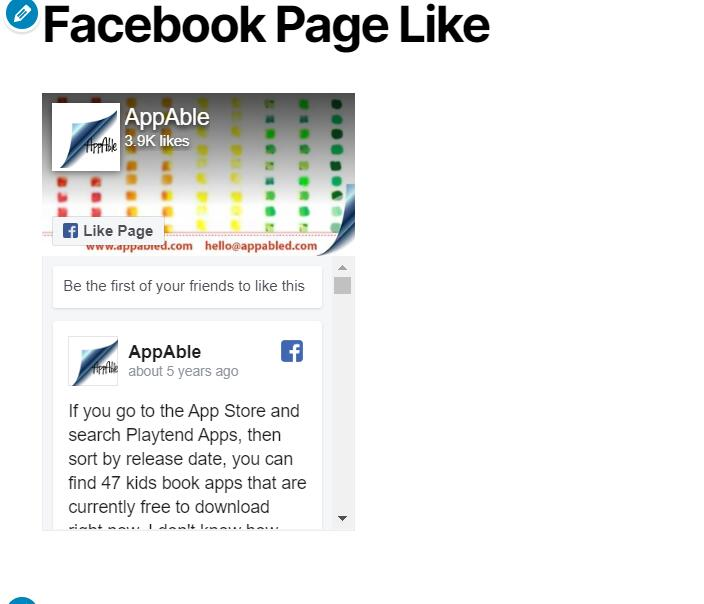 Facebook Page Like
AppAble
AppAble
3.9K likes
Like Page
www.appabled.com hello@appabled.com
Be the first of your friends to like this
AppAble
AppAble
about 5 years ago
If you go to the App Store and
search Playtend Apps, then
sort by release date, you can
find 47 kids book apps that are
currently free to download
right now. I don't know how